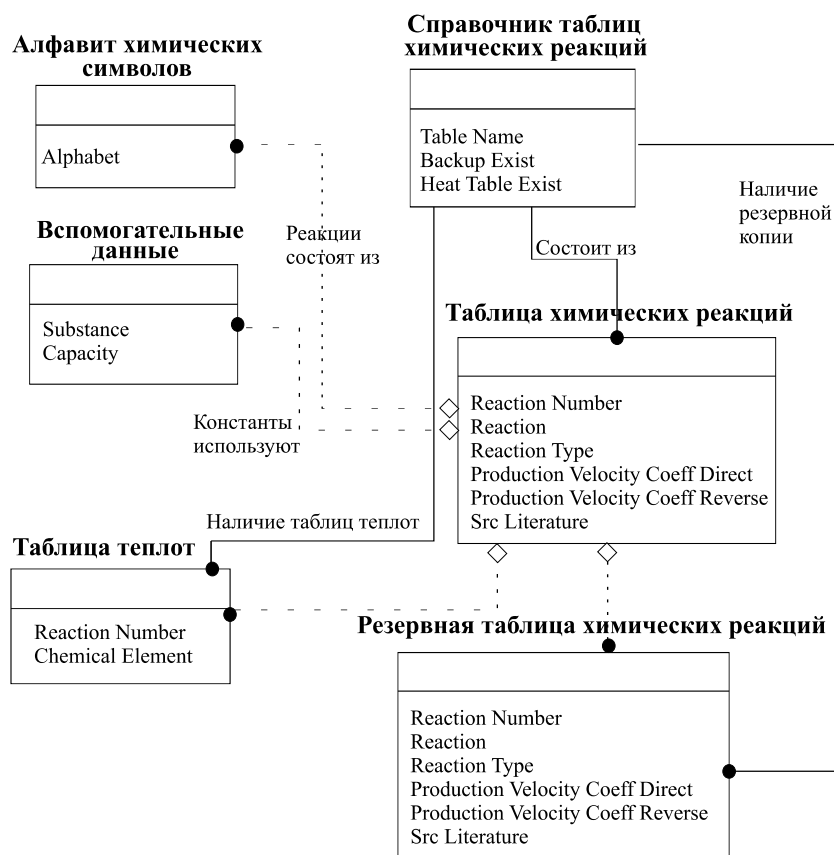 Алфавит химических
символов
Alphabet
Справочник таблиц
химических реакций
Table Name
Backup Exist
Heat Table Exist
Наличие
резервной
копии
Вспомогательные
данные
Substance
Capacity
Реакции
состоят из
Состоит из
Таблица химических реакций
Reaction Number
Reaction
Reaction Type
Production Velocity Coeff Direct
Production Velocity Coeff Reverse
Src Literature
Константы
используют
Наличие таблиц теплот
Таблица теплот
Reaction Number
Chemical Element
Резервная таблица химических реакций
Reaction Number
Reaction
Reaction Type
Production Velocity Coeff Direct
Production Velocity Coeff Reverse
Src Literature